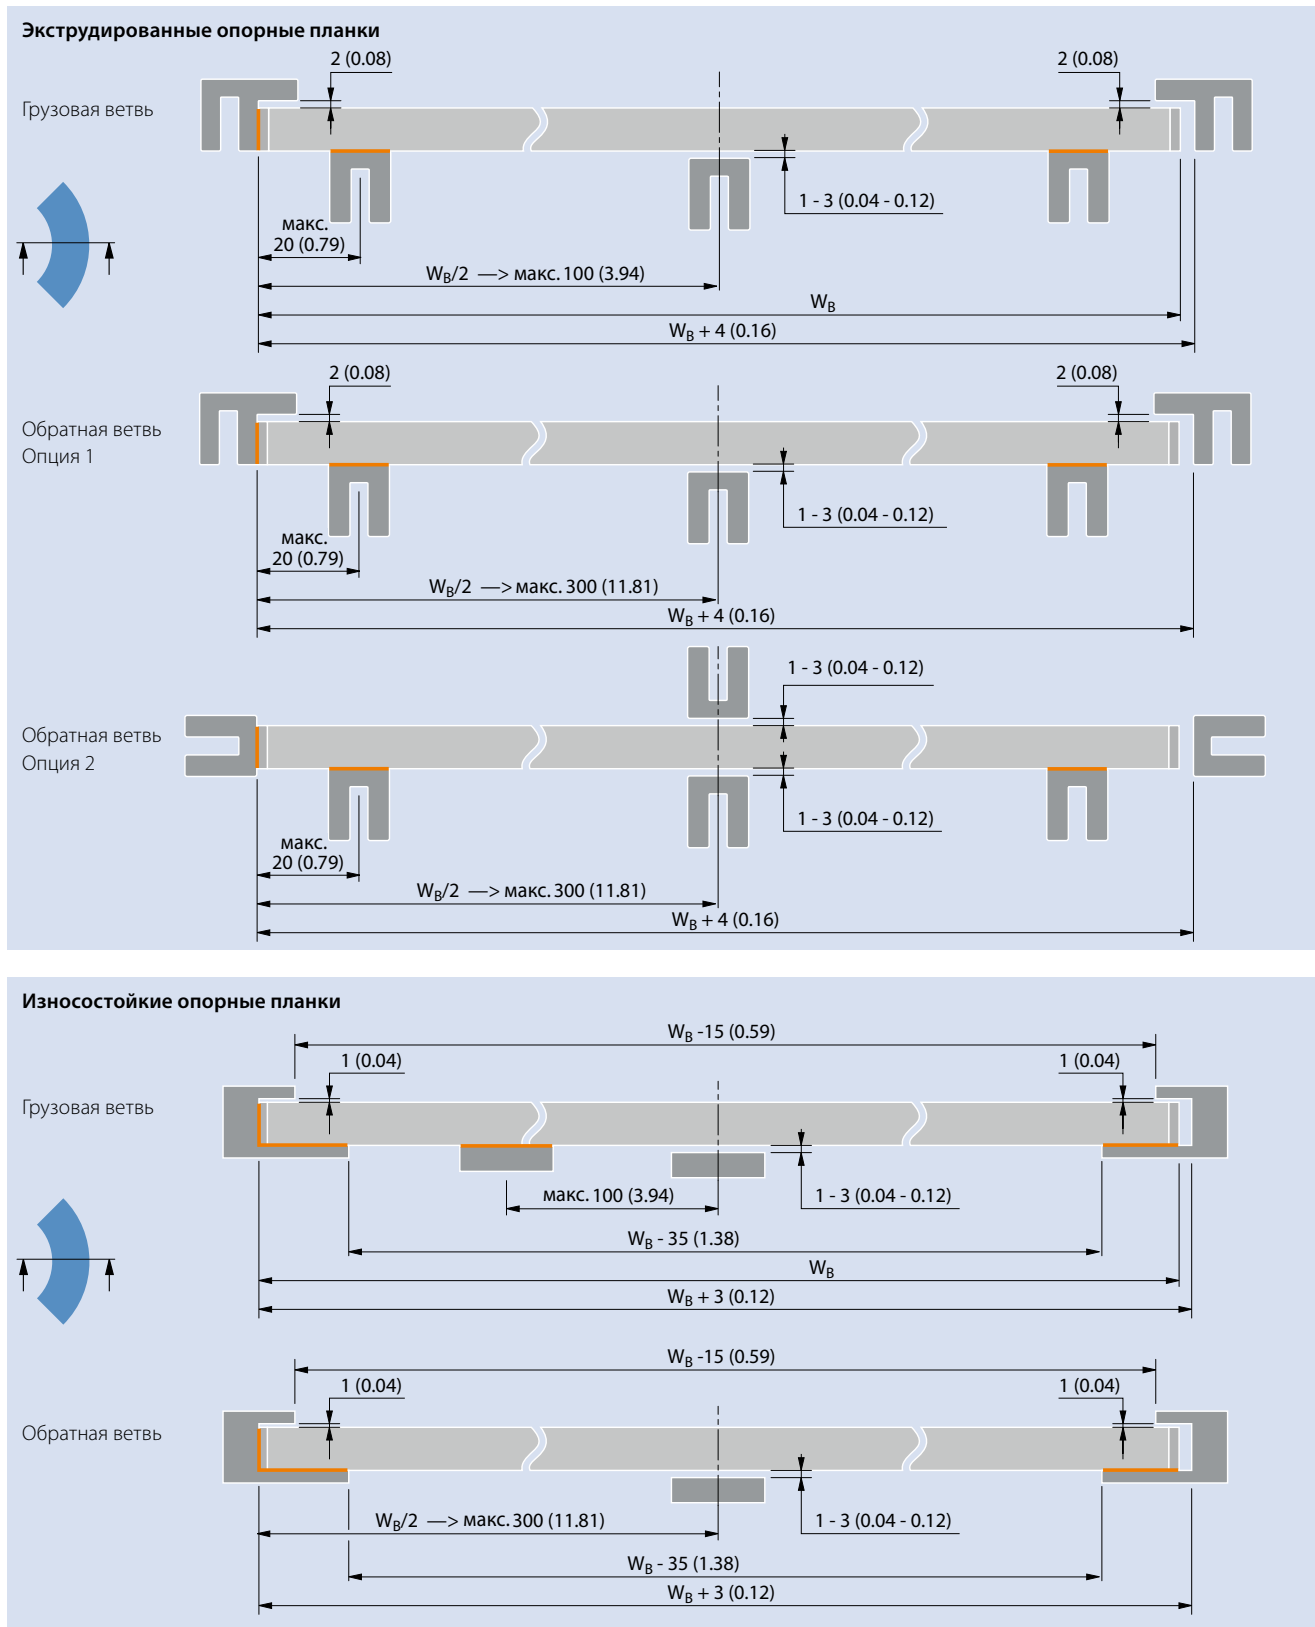 Экструдированные опорные планки
2 (0.08)
2 (0.08)
Грузовая ветвь
1 - 3 (0.04 - 0.12)
макс.
20 (0.79)
WB/2 —> макс. 100 (3.94)
WB
WB + 4 (0.16)
2 (0.08)
2 (0.08)
Обратная ветвь
Опция 1
1 - 3 (0.04 - 0.12)
макс.
20 (0.79)
WB/2 —> макс. 300 (11.81)
WB + 4 (0.16)
1 - 3 (0.04 - 0.12)
Обратная ветвь
Опция 2
1 - 3 (0.04 - 0.12)
макс.
20 (0.79)
WB/2 —> макс. 300 (11.81)
WB + 4 (0.16)
Износостойкие опорные планки
WB -15 (0.59)
1 (0.04)
1 (0.04)
Грузовая ветвь
макс. 100 (3.94)
1 - 3 (0.04 - 0.12)
WB - 35 (1.38)
WB
WB + 3 (0.12)
WB -15 (0.59)
1 (0.04)
1 (0.04)
Обратная ветвь
WB/2 —> макс. 300 (11.81)
1 - 3 (0.04 - 0.12)
WB - 35 (1.38)
WB + 3 (0.12)